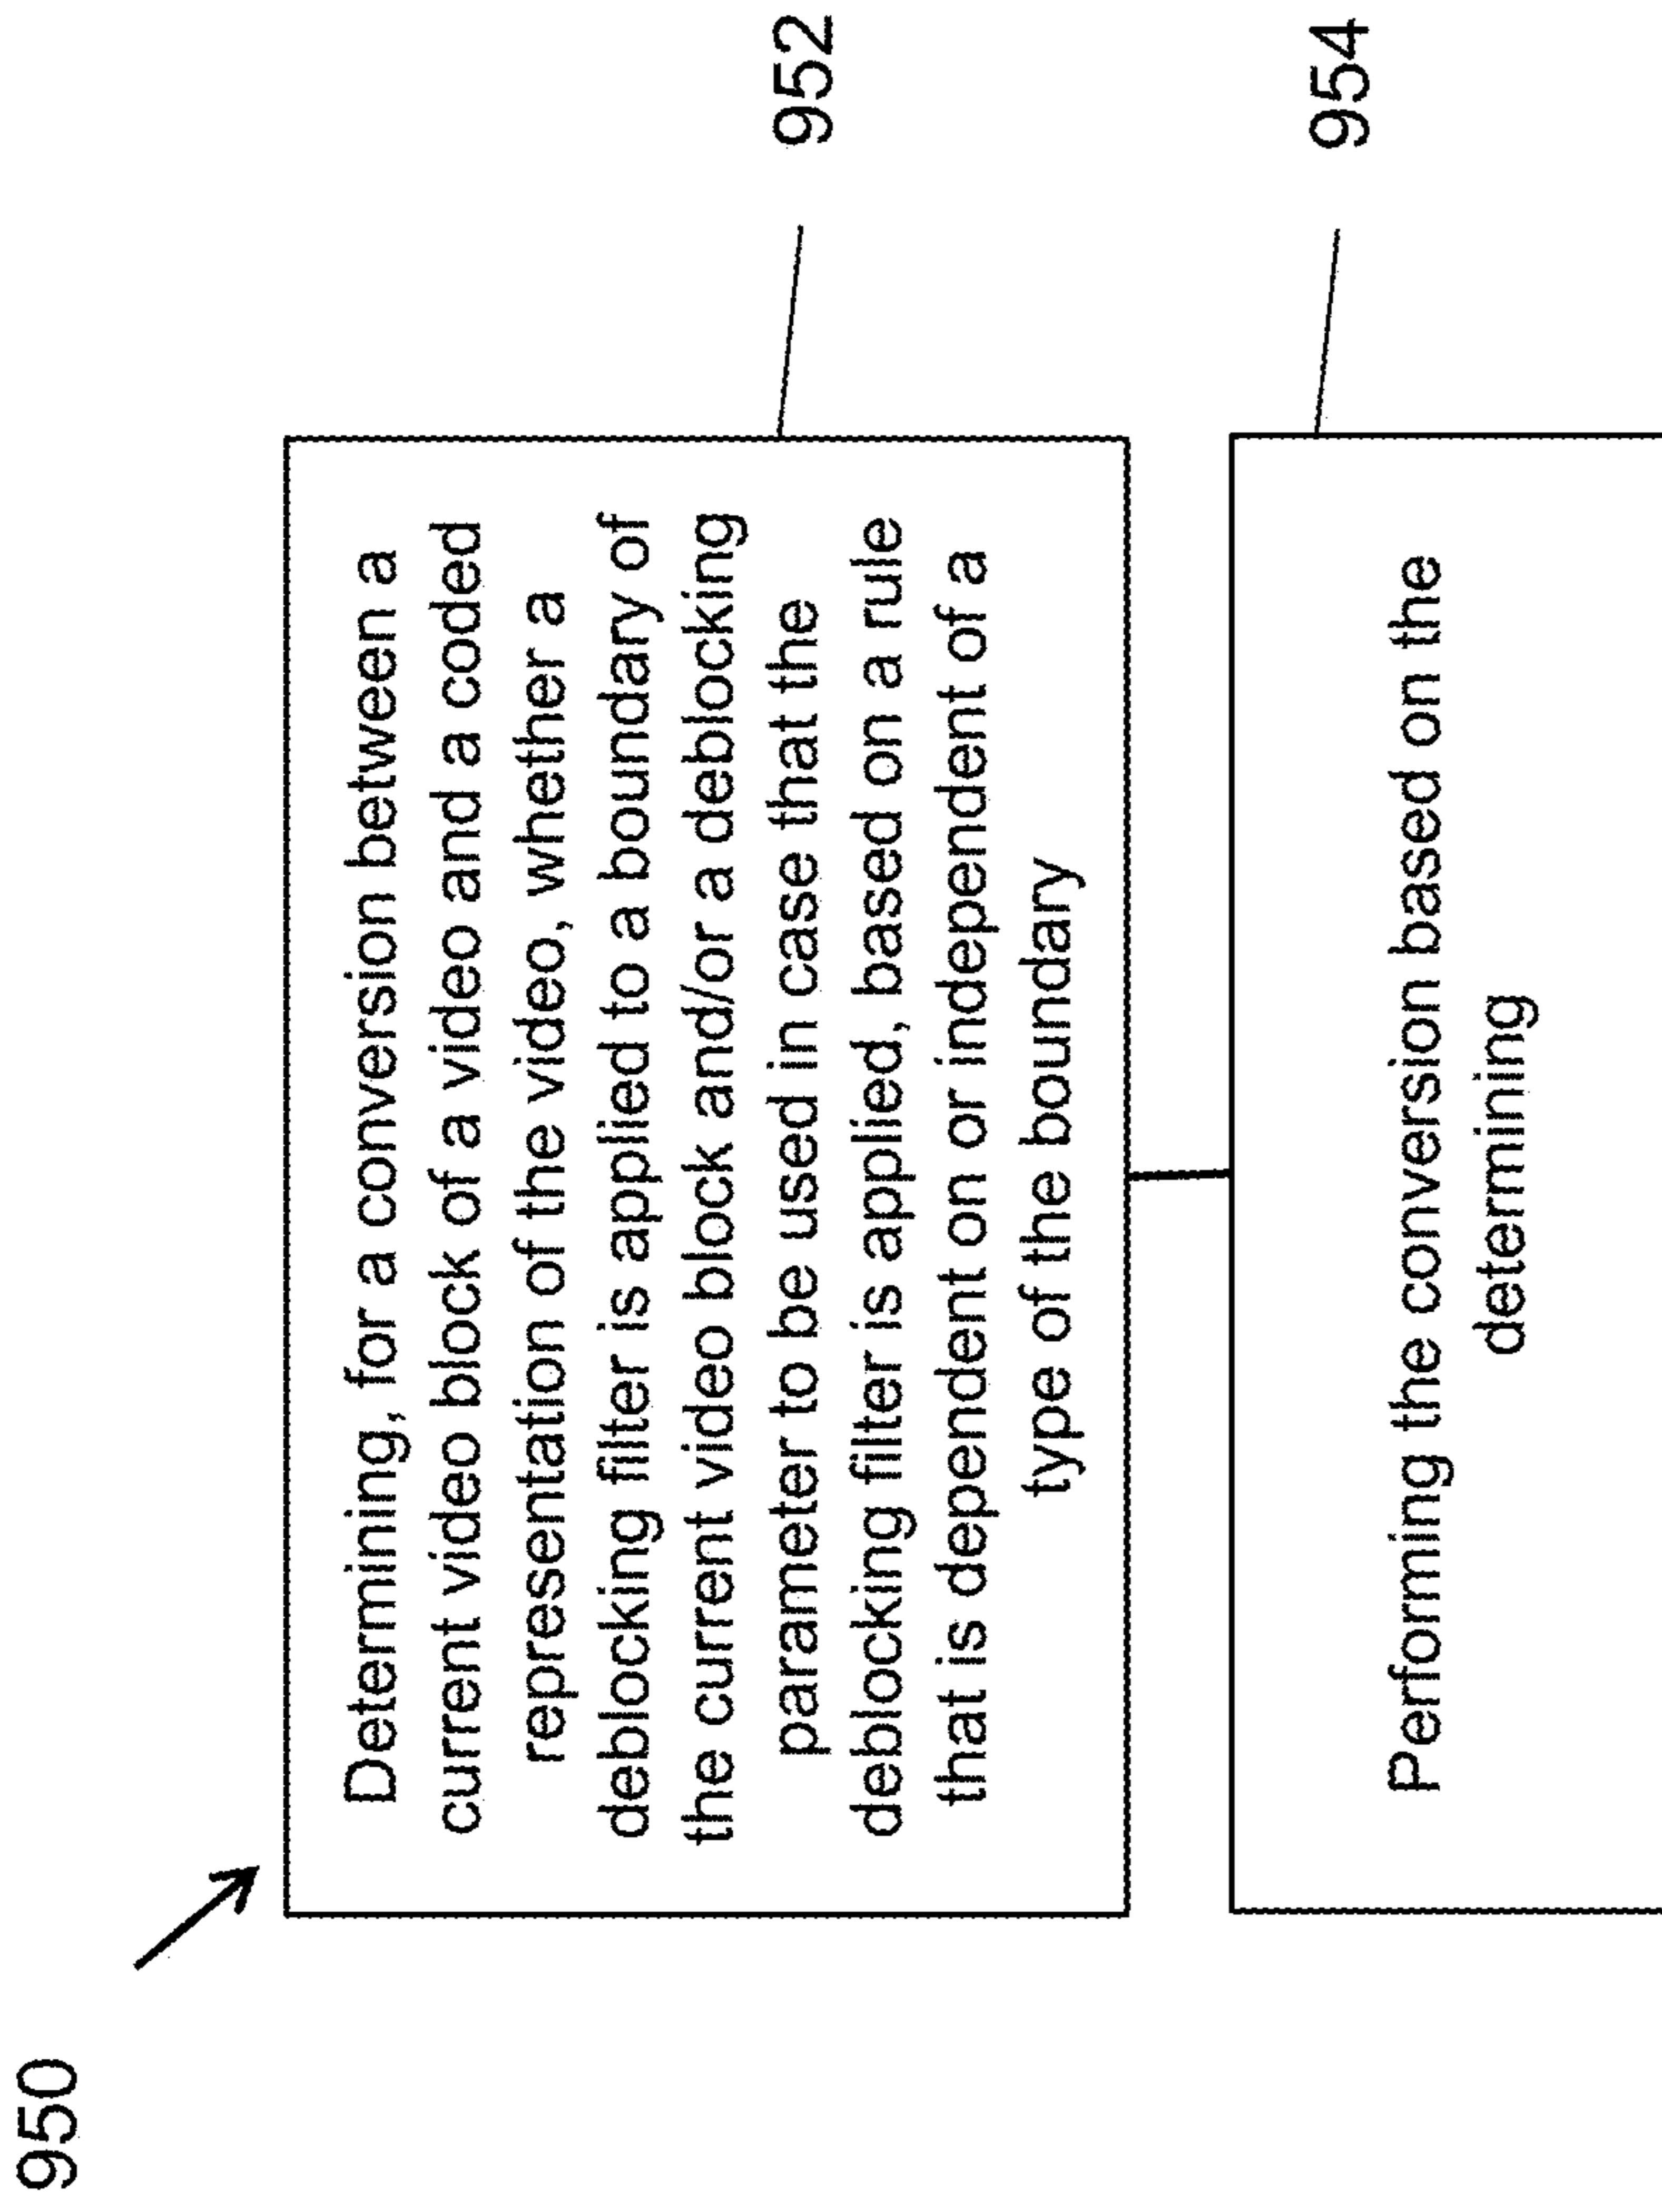 950
Determining, for a conversion between a
current video block of a video and a coded
representation of the video, whether a
deblocking filter is applied to a boundary of
the current video block and/or a deblocking
parameter to be used in case that the
deblocking filter is applied, based on a rule
that is dependent on or independent of a
type of the boundary
952
Performing the conversion based on the
determining
954